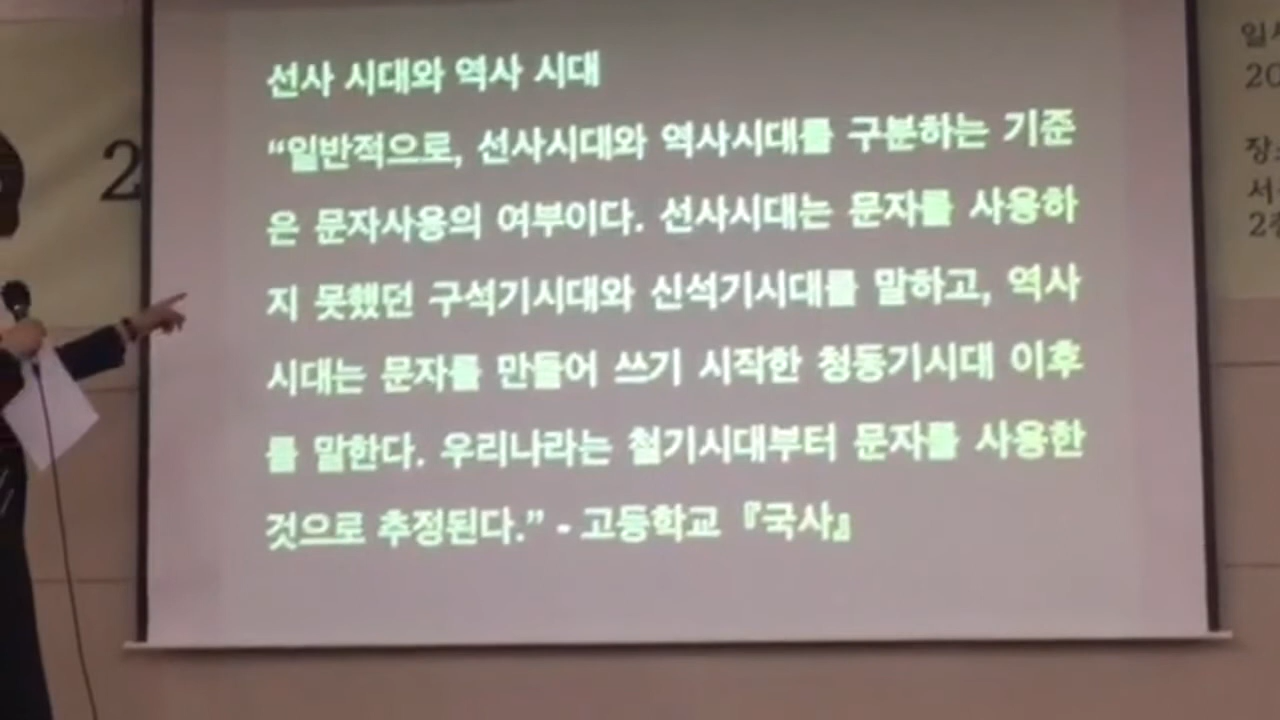 선사 시대와 역사 시대
“일반적으로, 선사시대와 역사시대를 구분하는 기준
은 문자사용의 여부이다. 선사시대는 문자를 사용하
지 못했던 구석기시대와 신석기시대를 말하고, 역사
시대는 문자를 만들어 쓰기 시작한 청동기시대 이후
를 말한다. 우리나라는 철기시대부터 문자를 사용한
것으로 추정된다.” - 고등학교 『국사』
2
20